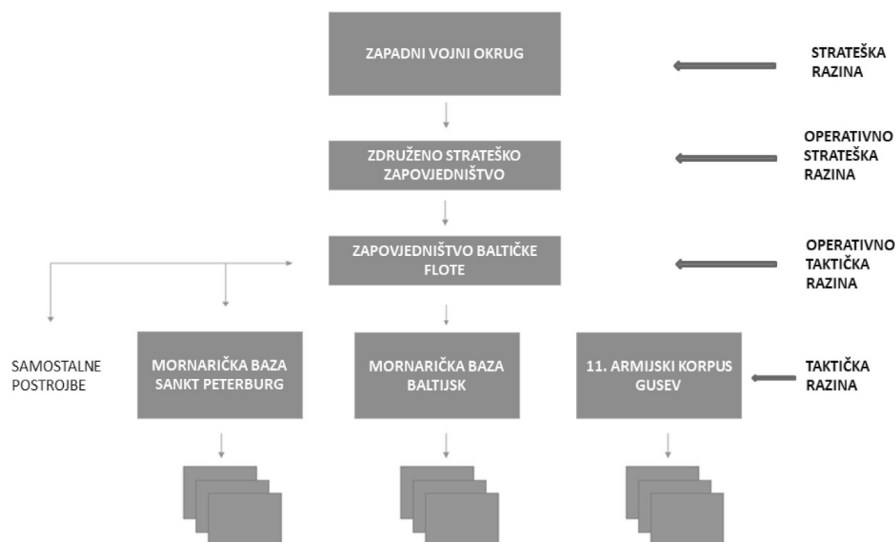 ZAPADNI VOJNI OKRUG
STRATEŠKA
RAZINA
ZDRUŽENO STRATEŠKO
ZAPOVJEDNIŠTVO
OPERATIVNO
STRATEŠKA
RAZINA
ZAPOVJEDNIŠTVO BALTIČKE
FLOTE
OPERATIVNO
TAKTIČKA
RAZINA
SAMOSTALNE
POSTROJBE
MORNARIČKA BAZA
SANKT PETERBURG
MORNARIČKA BAZA
BALTIJSK
11. ARMIJSKI KORPUS
GUSEV
TAKTIČKA
RAZINA